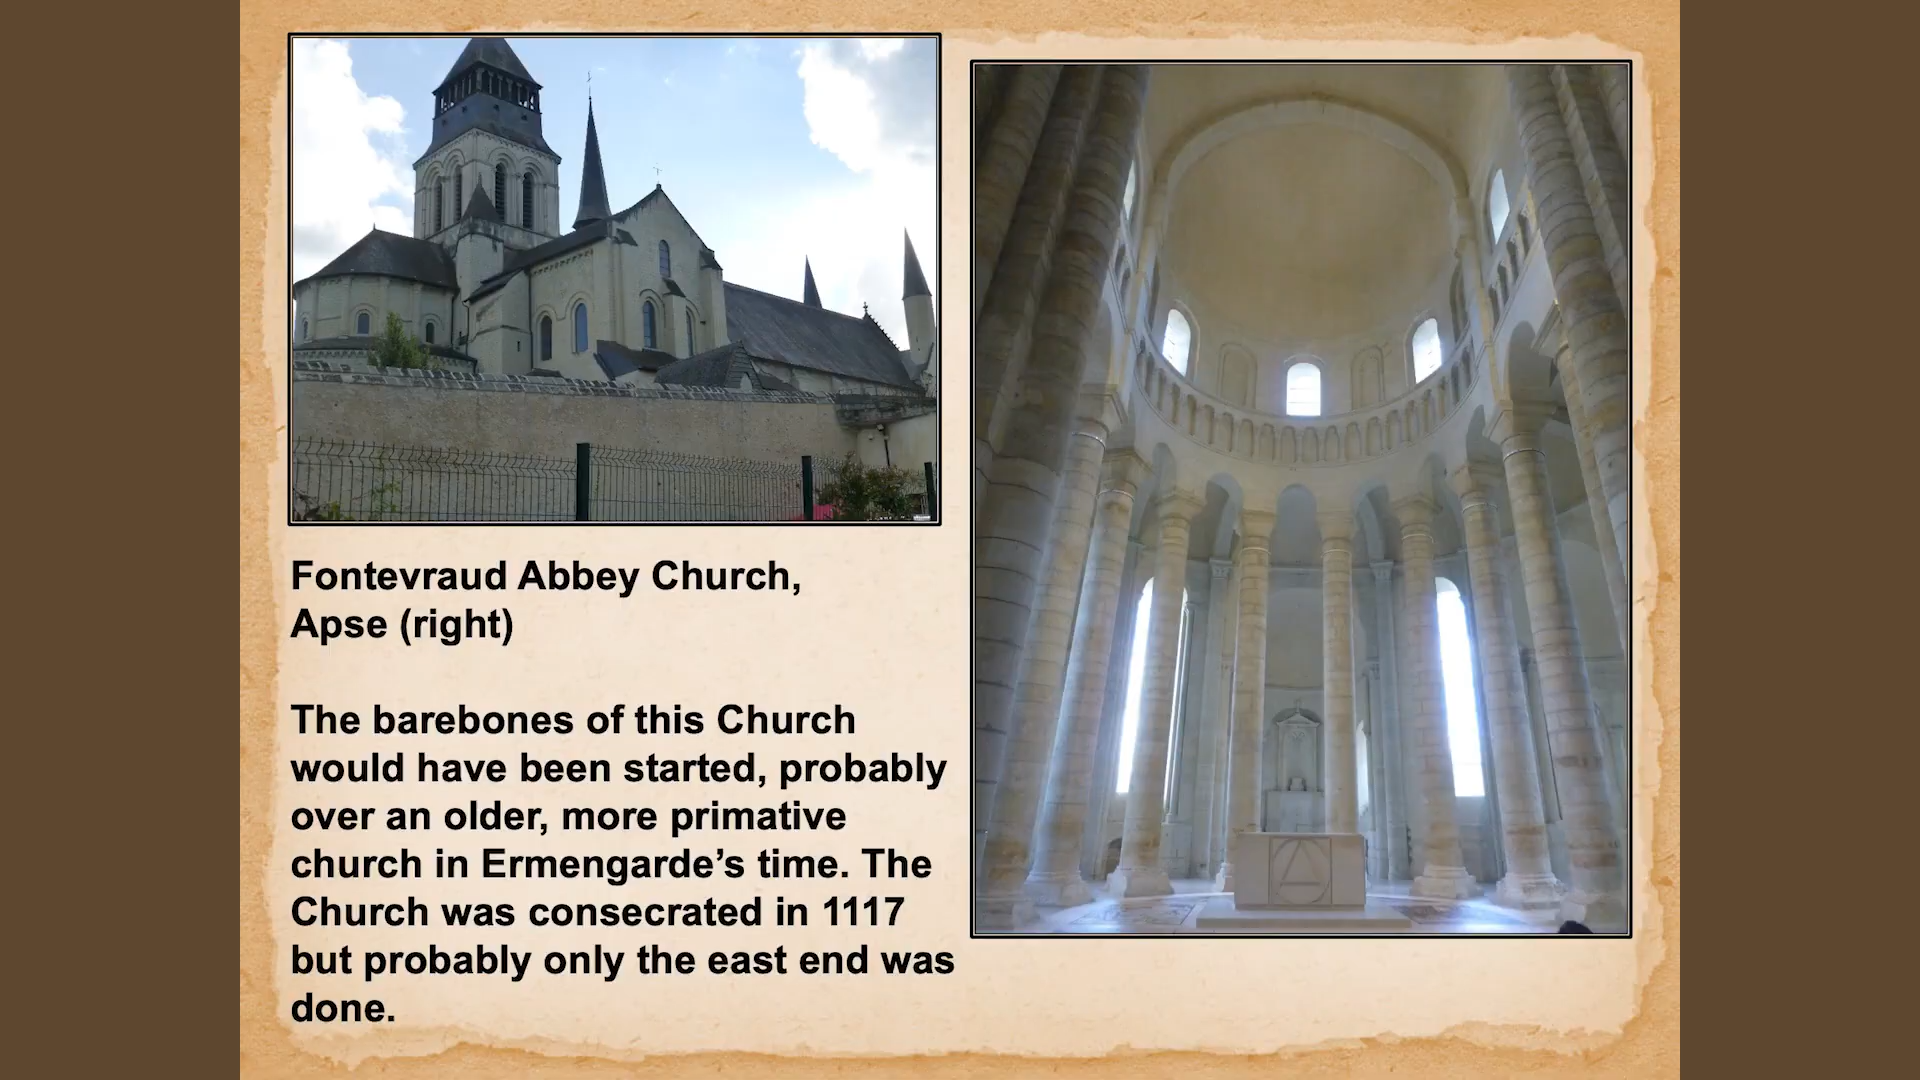 Fontevraud Abbey Church,
Apse (right)
The barebones of this Church
would have been started, probably
over an older, more primative
church in Ermengarde’s time. The
Church was consecrated in 1117
but probably only the east end was
done.